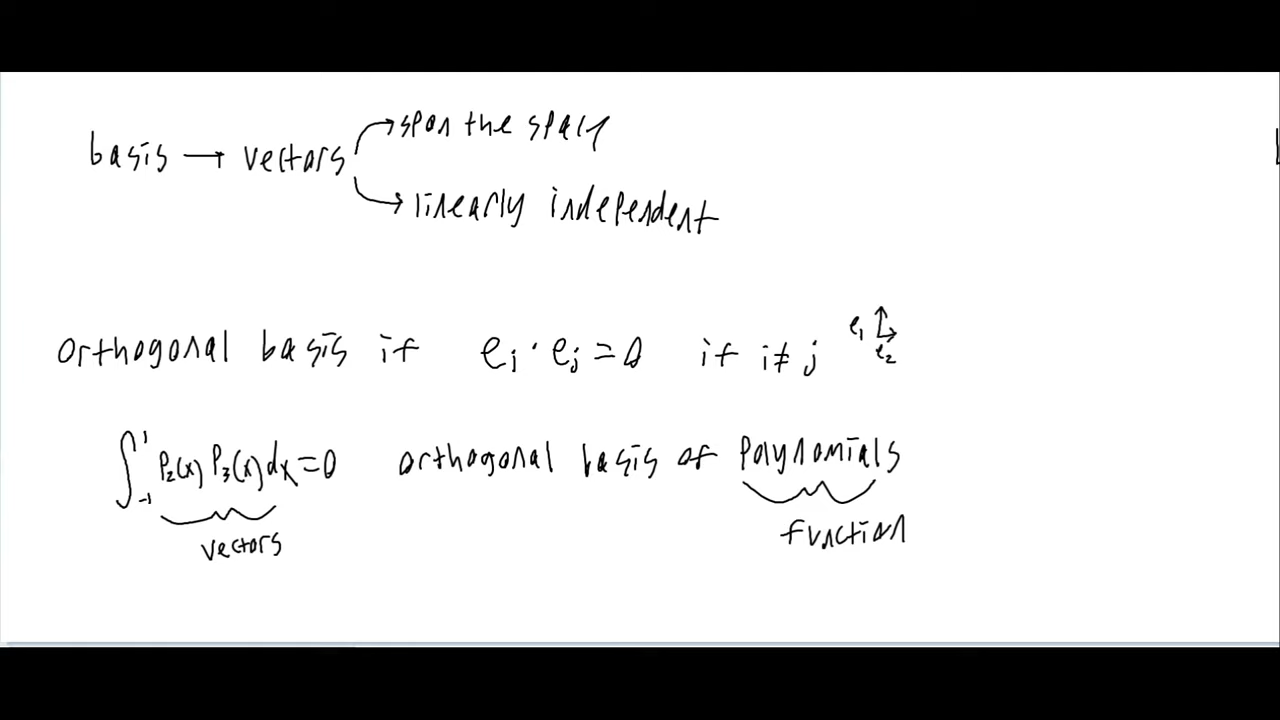 span the space
basis → vectors
linearly independent
orthogonal basis if e_i · e_j = 0 if i ≠ j e_1 e_2
∫_{-1}^{1} P_2(x) P_3(x) dx = 0 orthogonal basis of polynomials
vectors function